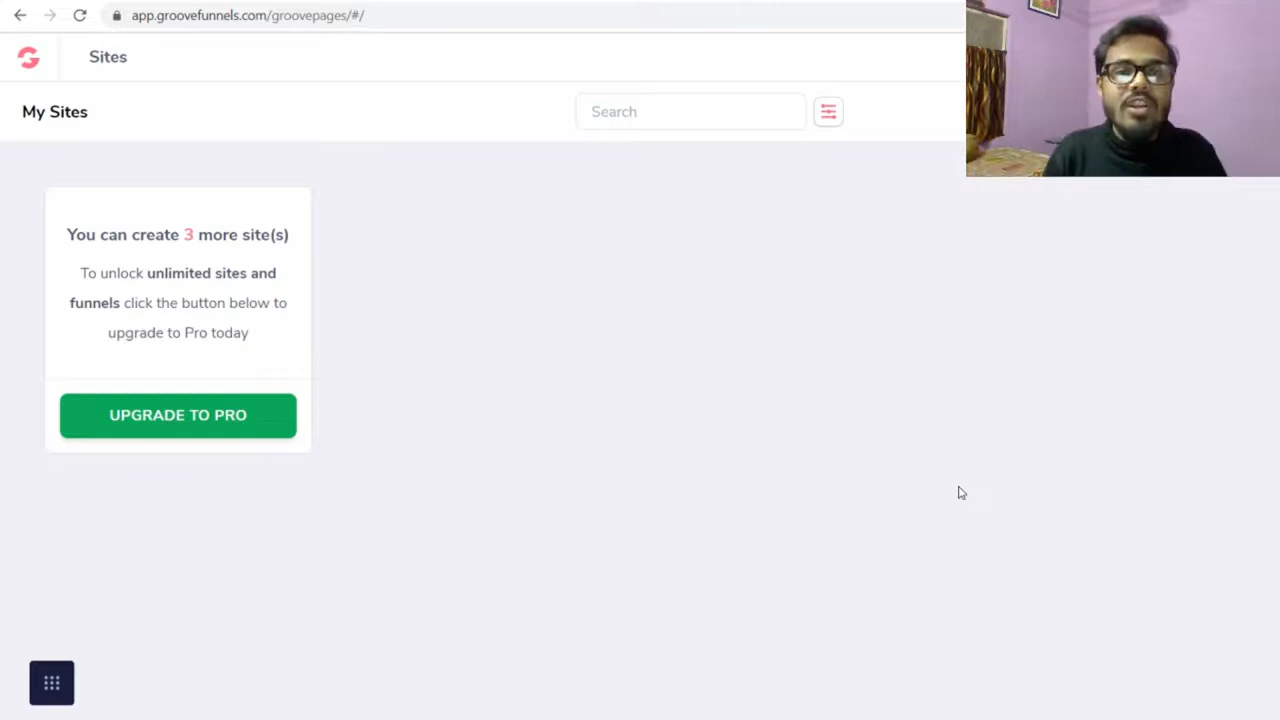 app.groovefunnels.com/groovepages/#/
Sites
My Sites
Search
You can create 3 more site(s)
To unlock unlimited sites and
funnels click the button below to
upgrade to Pro today
UPGRADE TO PRO